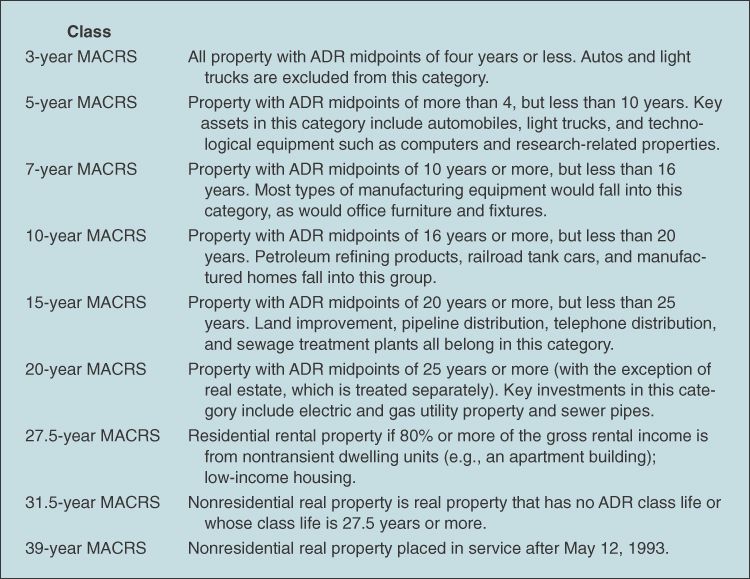 Class
3-year MACRS All property with ADR midpoints of four years or less. Autos and light
trucks are excluded from this category.
5-year MACRS Property with ADR midpoints of more than 4, but less than 10 years. Key
assets in this category include automobiles, light trucks, and techno-
logical equipment such as computers and research-related properties.
7-year MACRS Property with ADR midpoints of 10 years or more, but less than 16
years. Most types of manufacturing equipment would fall into this
category, as would office furniture and fixtures.
10-year MACRS Property with ADR midpoints of 16 years or more, but less than 20
years. Petroleum refining products, railroad tank cars, and manufac-
tured homes fall into this group.
15-year MACRS Property with ADR midpoints of 20 years or more, but less than 25
years. Land improvement, pipeline distribution, telephone distribution,
and sewage treatment plants all belong in this category.
20-year MACRS Property with ADR midpoints of 25 years or more (with the exception of
real estate, which is treated separately). Key investments in this cate-
gory include electric and gas utility property and sewer pipes.
27.5-year MACRS Residential rental property if 80% or more of the gross rental income is
from nontransient dwelling units (e.g., an apartment building);
low-income housing.
31.5-year MACRS Nonresidential real property is real property that has no ADR class life or
whose class life is 27.5 years or more.
39-year MACRS Nonresidential real property placed in service after May 12, 1993.